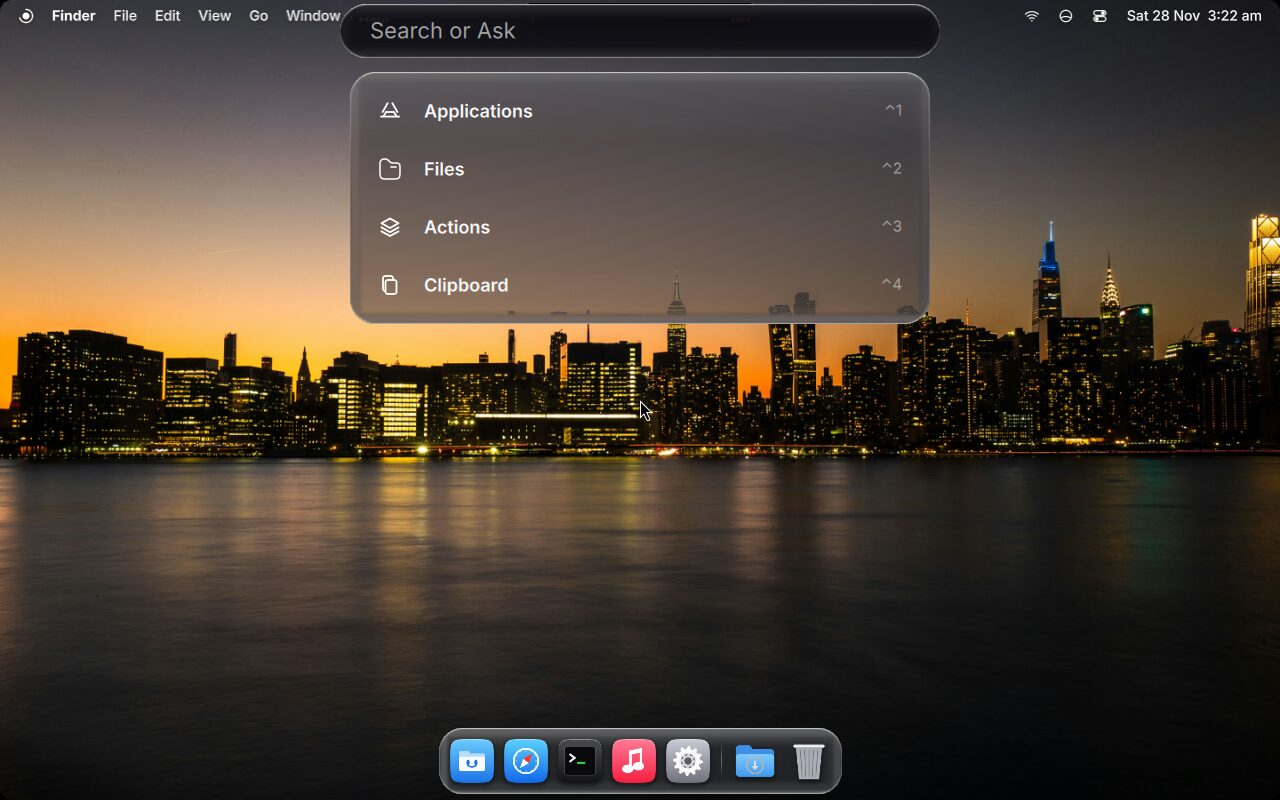 Finder File Edit View Go Window Sat 28 Nov 3:22 am
Search or Ask
Applications ^1
Files ^2
Actions ^3
Clipboard ^4